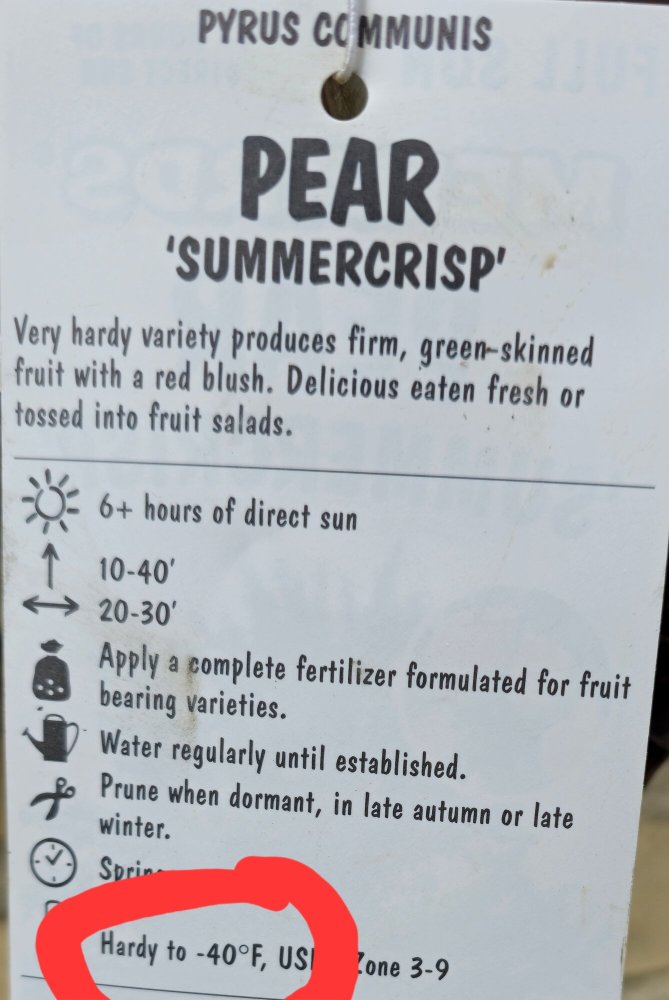 PYRUS COMMUNIS
PEAR
'SUMMERCRISP'
Very hardy variety produces firm, green-skinned
fruit with a red blush. Delicious eaten fresh or
tossed into fruit salads.
6+ hours of direct sun
10-40'
20-30'
Apply a complete fertilizer formulated for fruit
bearing varieties.
Water regularly until established.
Prune when dormant, in late autumn or late
winter.
Hardy to -40°F, Zone 3-9